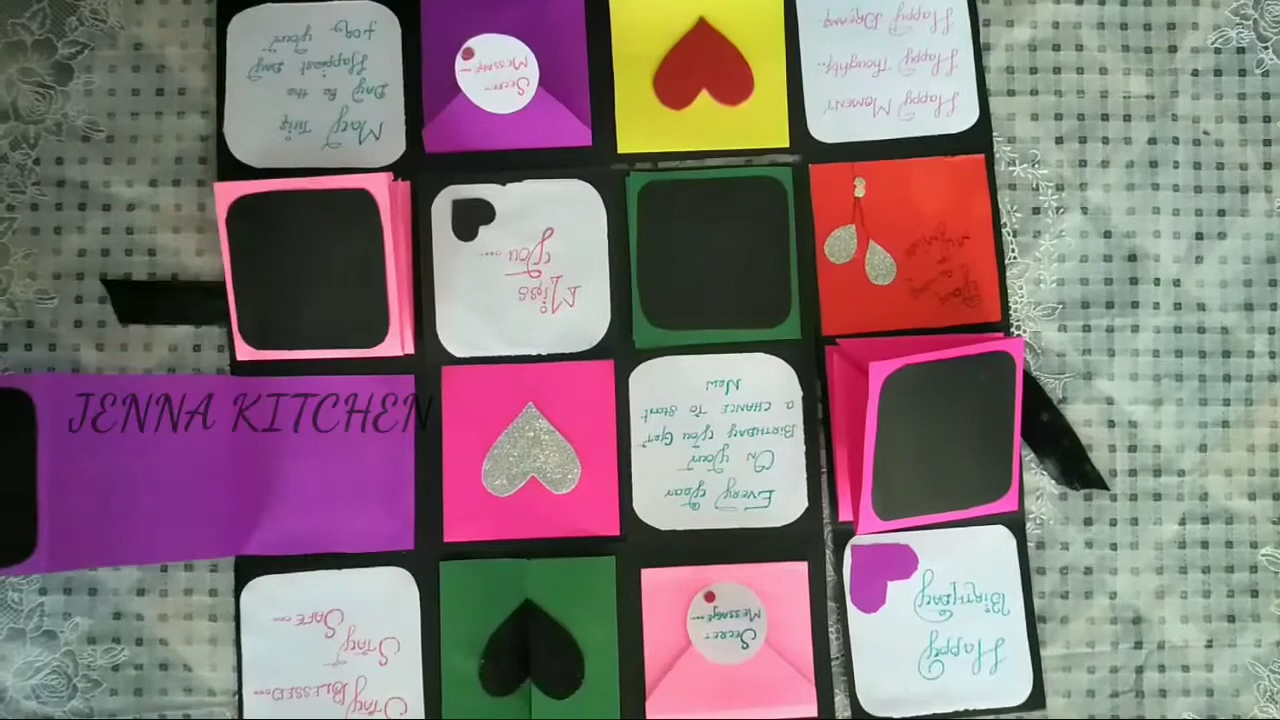 Happy
Birthday
Secret
Message...
Stay Blessed...
Stay
Safe...
Every Year
On Your
Birthday You Get
a CHANCE To Start
New
JENNA KITCHEN
Miss
You....
Happy Moment
Happy Thoughts..
Happy Dreams.
Secret
Message...
May This
Day be the
Happiest Day
for you